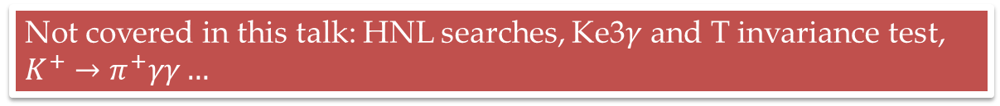 Not covered in this talk: HNL searches, Ke3γ and T invariance test,
K⁺ → π⁺γγ ...